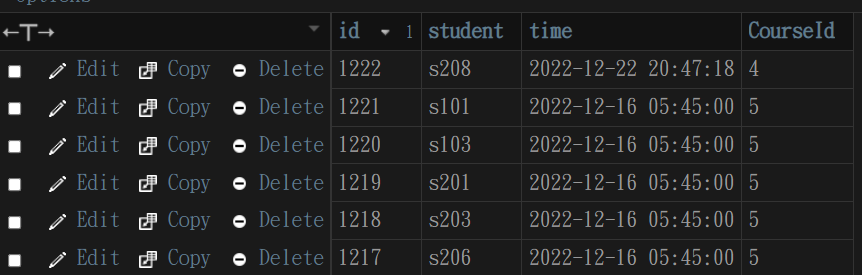 options
←T→ id 1 student time CourseId
Edit Copy Delete 1222 s208 2022-12-22 20:47:18 4
Edit Copy Delete 1221 s101 2022-12-16 05:45:00 5
Edit Copy Delete 1220 s103 2022-12-16 05:45:00 5
Edit Copy Delete 1219 s201 2022-12-16 05:45:00 5
Edit Copy Delete 1218 s203 2022-12-16 05:45:00 5
Edit Copy Delete 1217 s206 2022-12-16 05:45:00 5